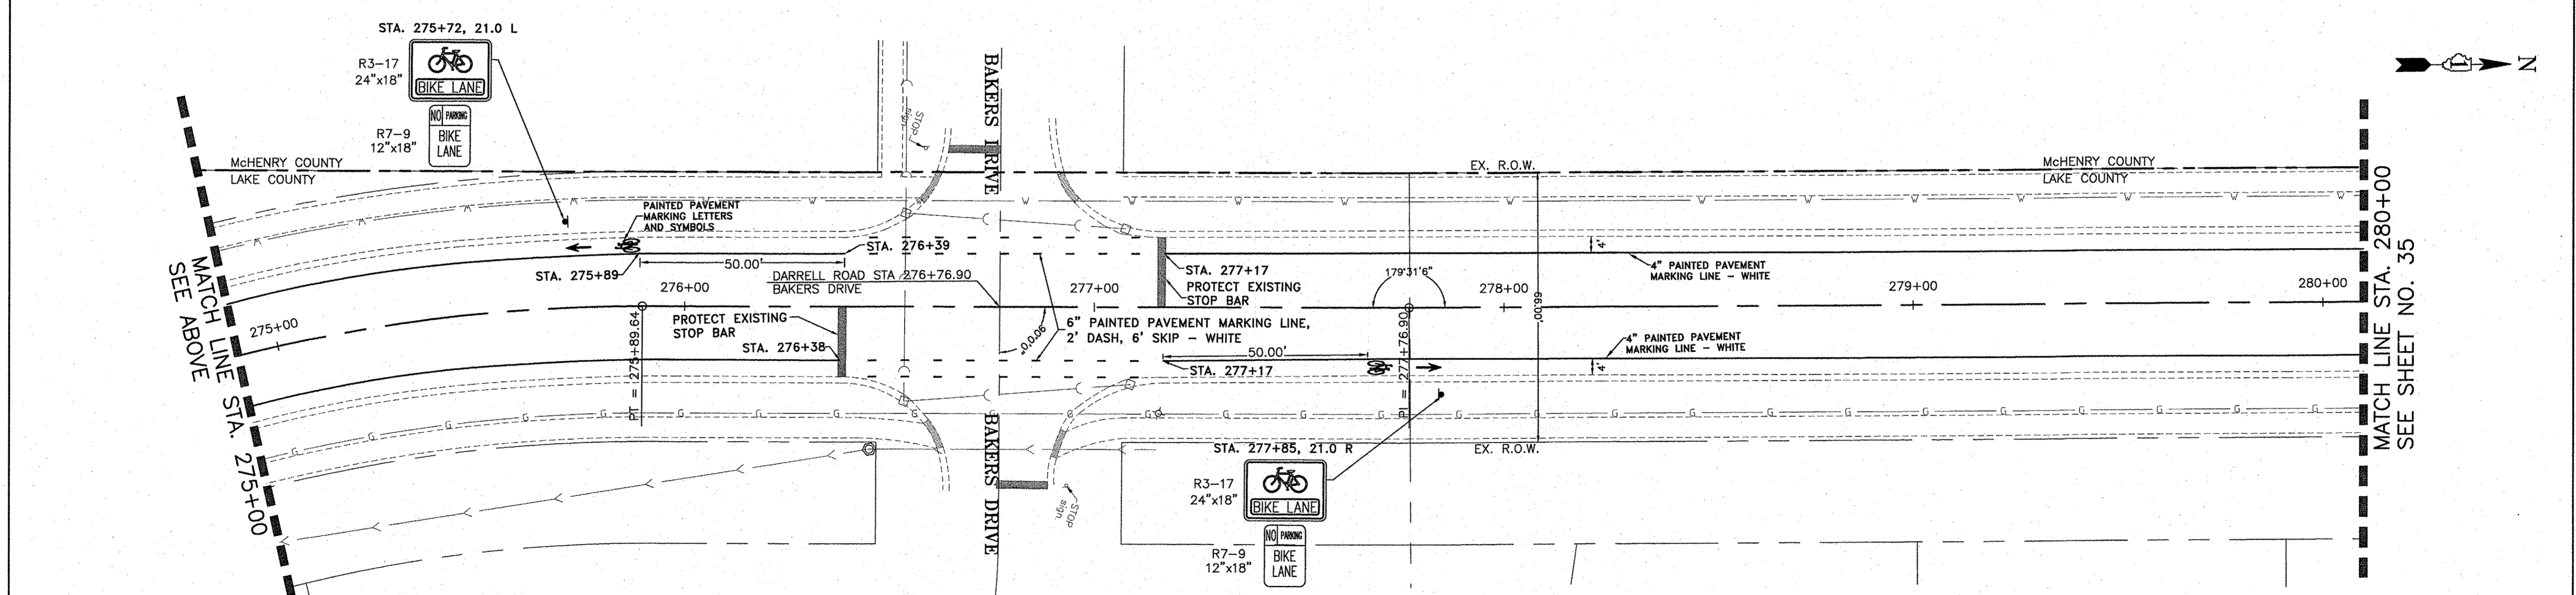 STA. 275+72, 21.0 L
R3-17
24"x18"
BIKE LANE
NO PARKING
R7-9
12"x18"
BIKE
LANE
BAKERS DRIVE
STOP
sign
N
McHENRY COUNTY
LAKE COUNTY
EX. R.O.W.
McHENRY COUNTY
LAKE COUNTY
W W W W W W W W W W W W W
PAINTED PAVEMENT
MARKING LETTERS
AND SYMBOLS
STA. 276+39
STA. 275+89
50.00'
DARRELL ROAD STA 276+76.90
BAKERS DRIVE
STA. 277+17
PROTECT EXISTING
STOP BAR
179°31'6"
4'
4" PAINTED PAVEMENT
MARKING LINE - WHITE
275+00
276+00
277+00
278+00
279+00
280+00
66.00'
MATCH LINE STA. 275+00
SEE ABOVE
MATCH LINE STA. 280+00
SEE SHEET NO. 35
PT = 275+89.64
PROTECT EXISTING
STOP BAR
STA. 276+38
6" PAINTED PAVEMENT MARKING LINE,
2' DASH, 6' SKIP - WHITE
50.00'
STA. 277+17
PI = 277+76.90
4" PAINTED PAVEMENT
MARKING LINE - WHITE
4'
G G G G G G G G G G G G G G G G G G G G G G G G G G
STA. 277+85, 21.0 R
EX. R.O.W.
R3-17
24"x18"
BIKE LANE
NO PARKING
R7-9
12"x18"
BIKE
LANE
BAKERS DRIVE
STOP
sign